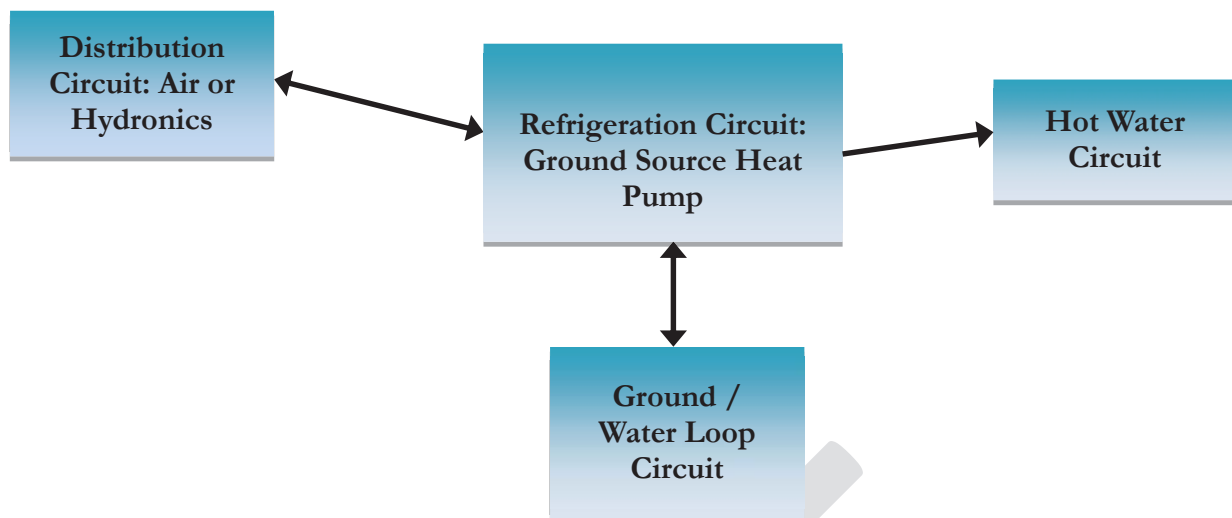 Distribution
Circuit: Air or
Hydronics
Refrigeration Circuit:
Ground Source Heat
Pump
Hot Water
Circuit
Ground /
Water Loop
Circuit